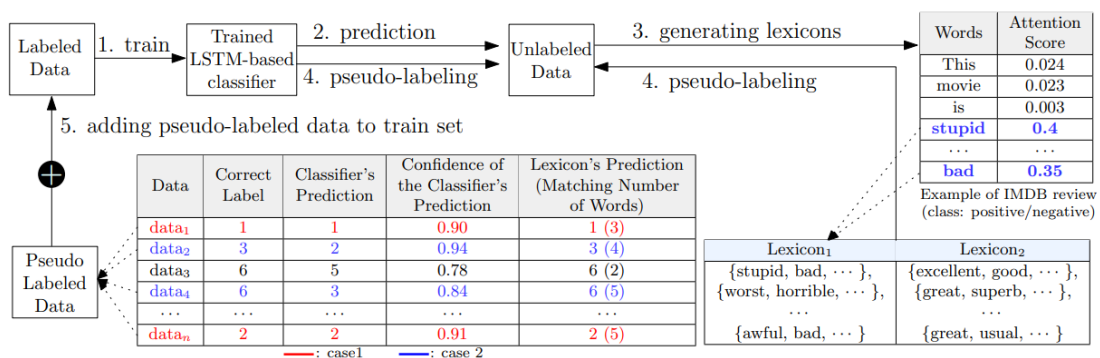 Labeled
Data
1. train
Trained
LSTM-based
classifier
2. prediction
4. pseudo-labeling
Unlabeled
Data
3. generating lexicons
4. pseudo-labeling
Words Attention
Score
This 0.024
movie 0.023
is 0.003
stupid 0.4
... ...
bad 0.35
Example of IMDB review
(class: positive/negative)
5. adding pseudo-labeled data to train set
Pseudo
Labeled
Data
Data Correct
Label Classifier's
Prediction Confidence of
the Classifier's
Prediction Lexicon's Prediction
(Matching Number
of Words)
data1 1 1 0.90 1 (3)
data2 3 2 0.94 3 (4)
data3 6 5 0.78 6 (2)
data4 6 3 0.84 6 (5)
... ... ... ... ...
datan 2 2 0.91 2 (5)
: case1 : case 2
Lexicon1 Lexicon2
{stupid, bad, ··· }, {excellent, good, ··· },
{worst, horrible, ··· }, {great, superb, ··· },
... ...
{awful, bad, ··· } {great, usual, ··· }